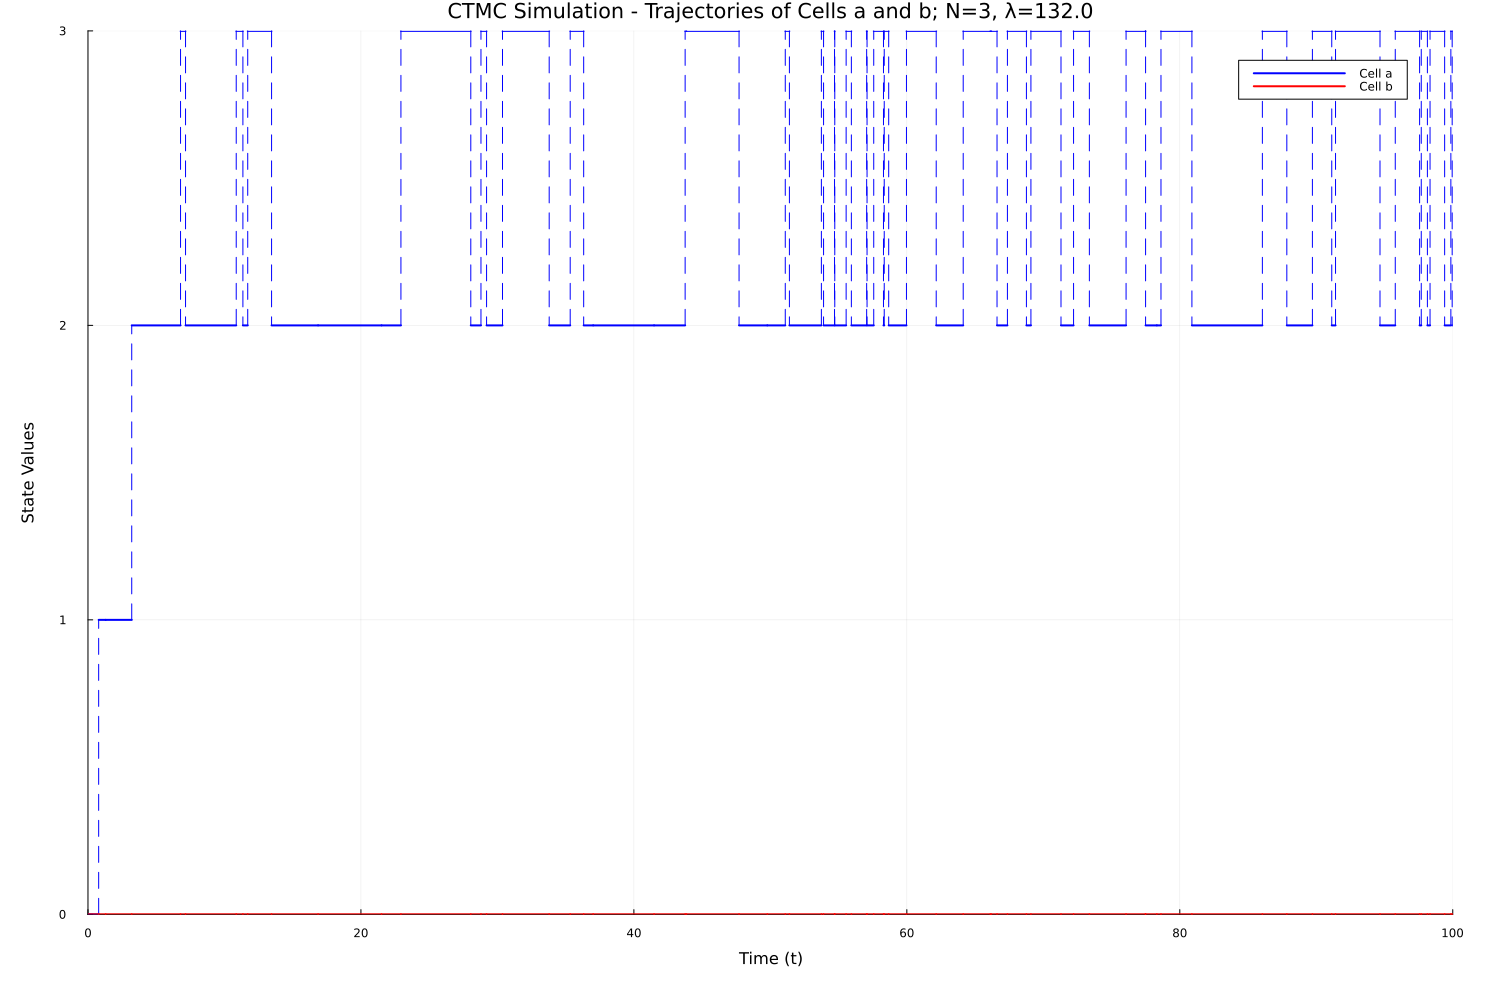 CTMC Simulation - Trajectories of Cells a and b; N=3, λ=132.0
3
Cell a
Cell b
2
State Values
1
0
0 20 40 60 80 100
Time (t)